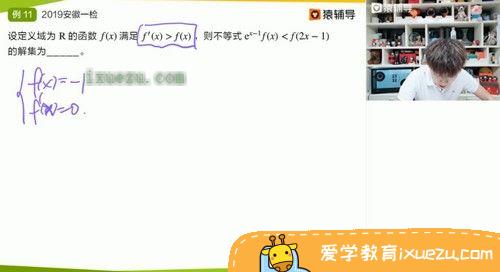 例 11 2019安徽一检
猿辅导
猿辅导
设定义域为 R 的函数 f(x) 满足 f′(x) > f(x) ，则不等式 eˣ⁻¹f(x) < f(2x − 1)
的解集为______。
f(x)=-1
ixuezu.com
f′(x)=0.
爱学教育ixuezu.com